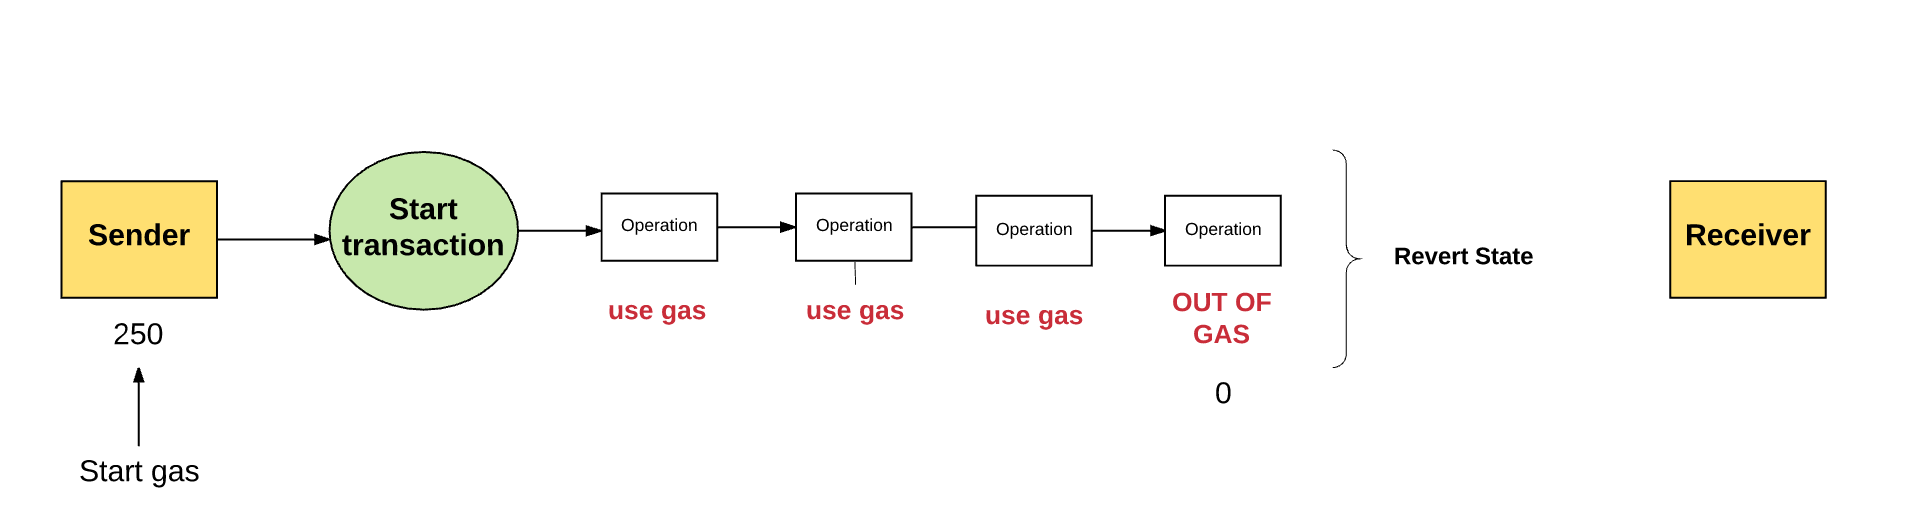 Sender
250
Start gas
Start
transaction
Operation
use gas
Operation
use gas
Operation
use gas
Operation
OUT OF
GAS
0
Revert State
Receiver